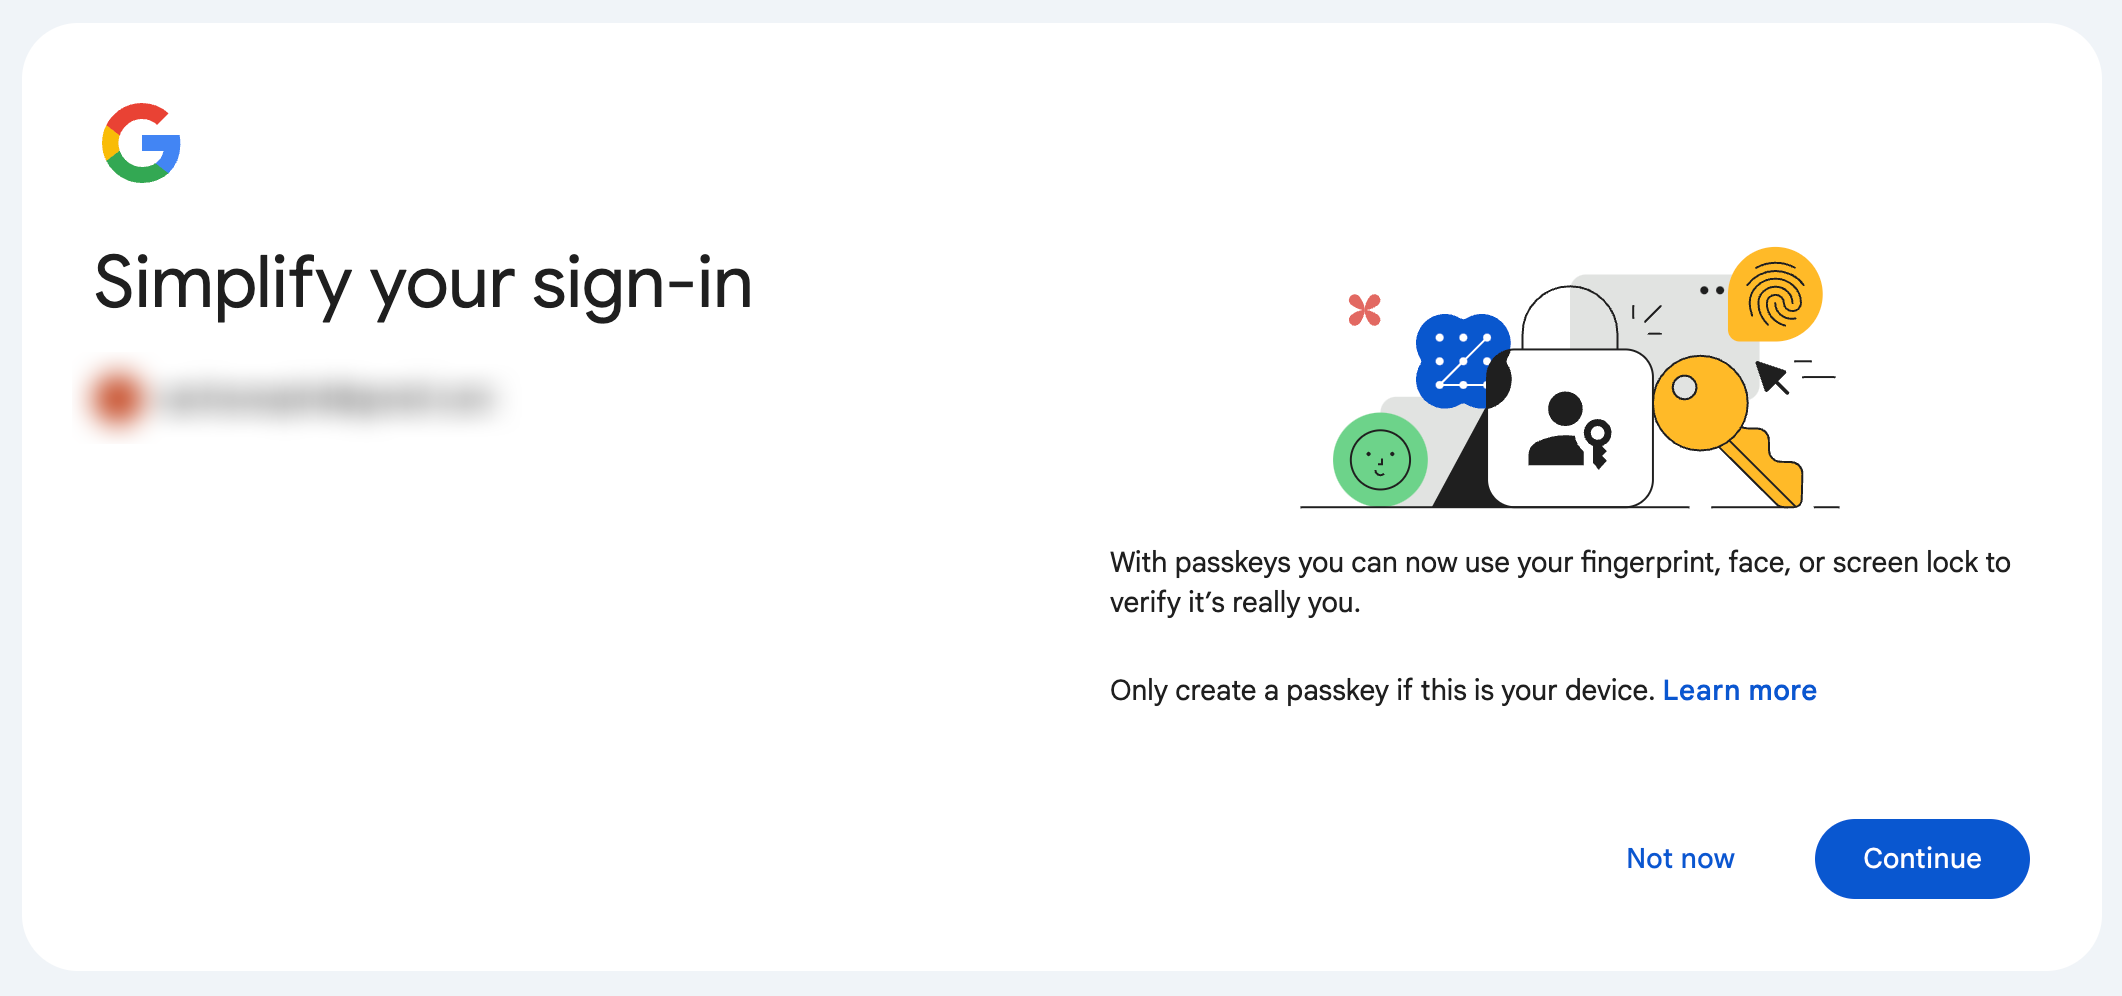 Simplify your sign-in
With passkeys you can now use your fingerprint, face, or screen lock to
verify it’s really you.
Only create a passkey if this is your device. Learn more
Not now
Continue